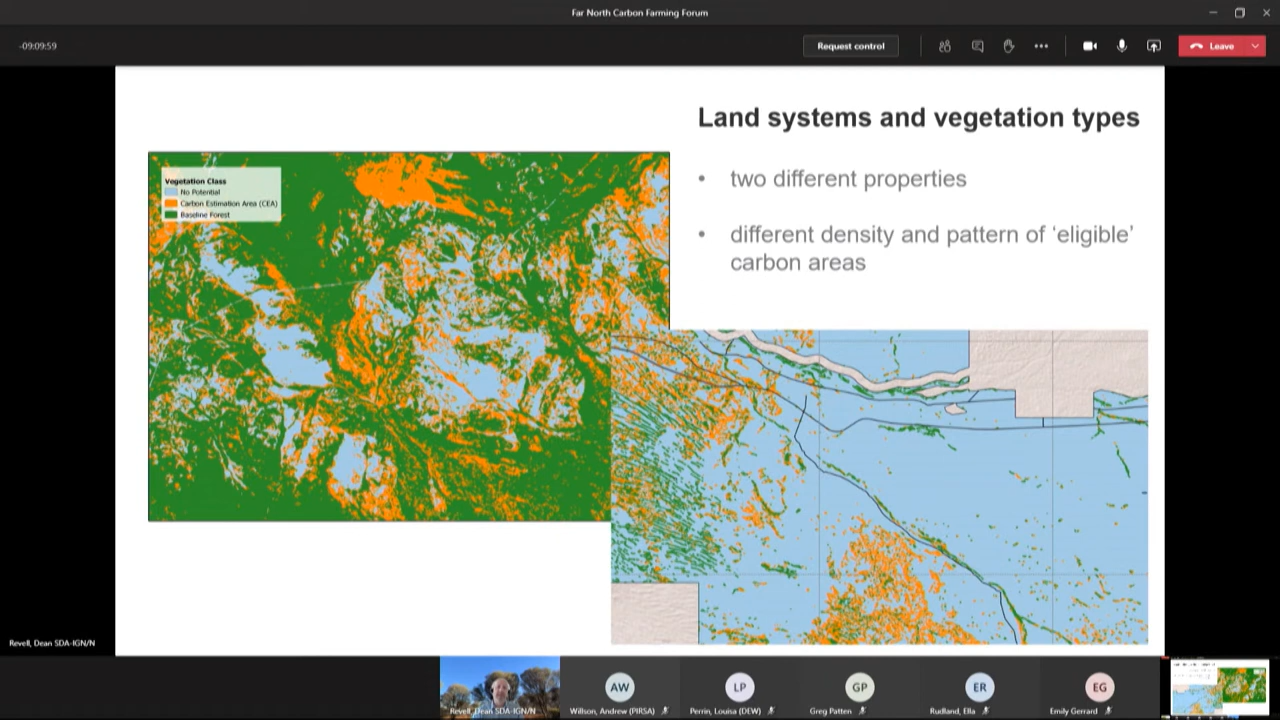 Far North Carbon Farming Forum
-09:09:59
Request control
Leave
Land systems and vegetation types
• two different properties
• different density and pattern of ‘eligible’
carbon areas
Vegetation Class
No Potential
Carbon Estimation Area (CEA)
Baseline Forest
Revell, Dean SDA-IGN/N
Revell, Dean SDA-IGN/N
AW
Willson, Andrew (PIRSA)
LP
Perrin, Louisa (DEW)
GP
Greg Patten
ER
Rudland, Ella
EG
Emily Gerrard